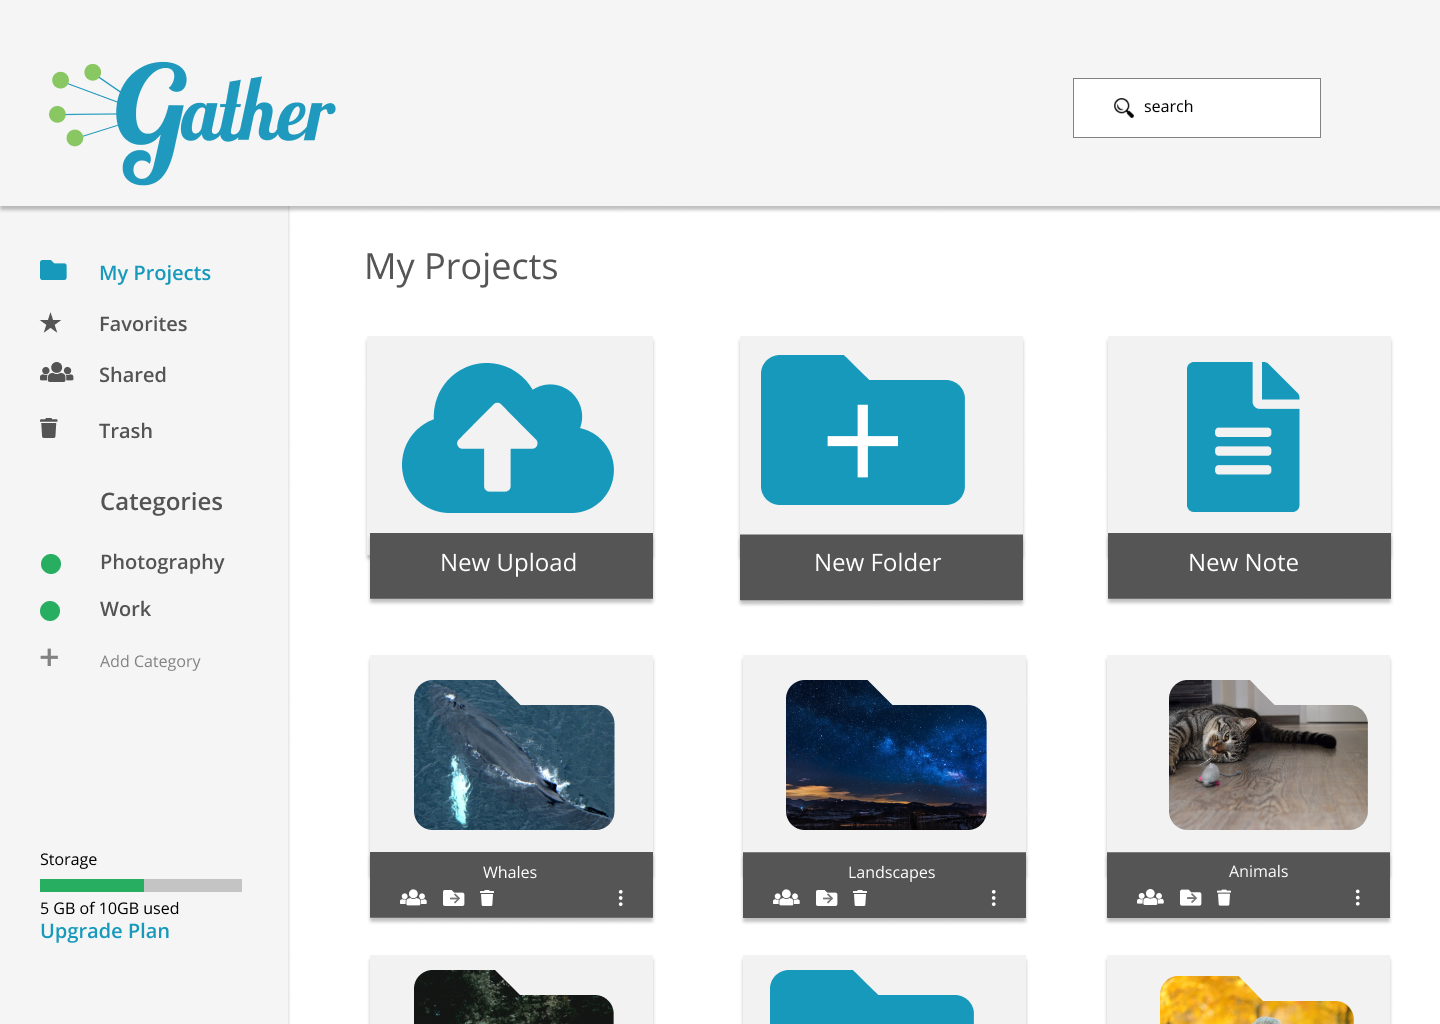 Gather
search
My Projects
Favorites
Shared
Trash
Categories
Photography
Work
Add Category
Storage
5 GB of 10GB used
Upgrade Plan
My Projects
New Upload
New Folder
New Note
Whales
Landscapes
Animals